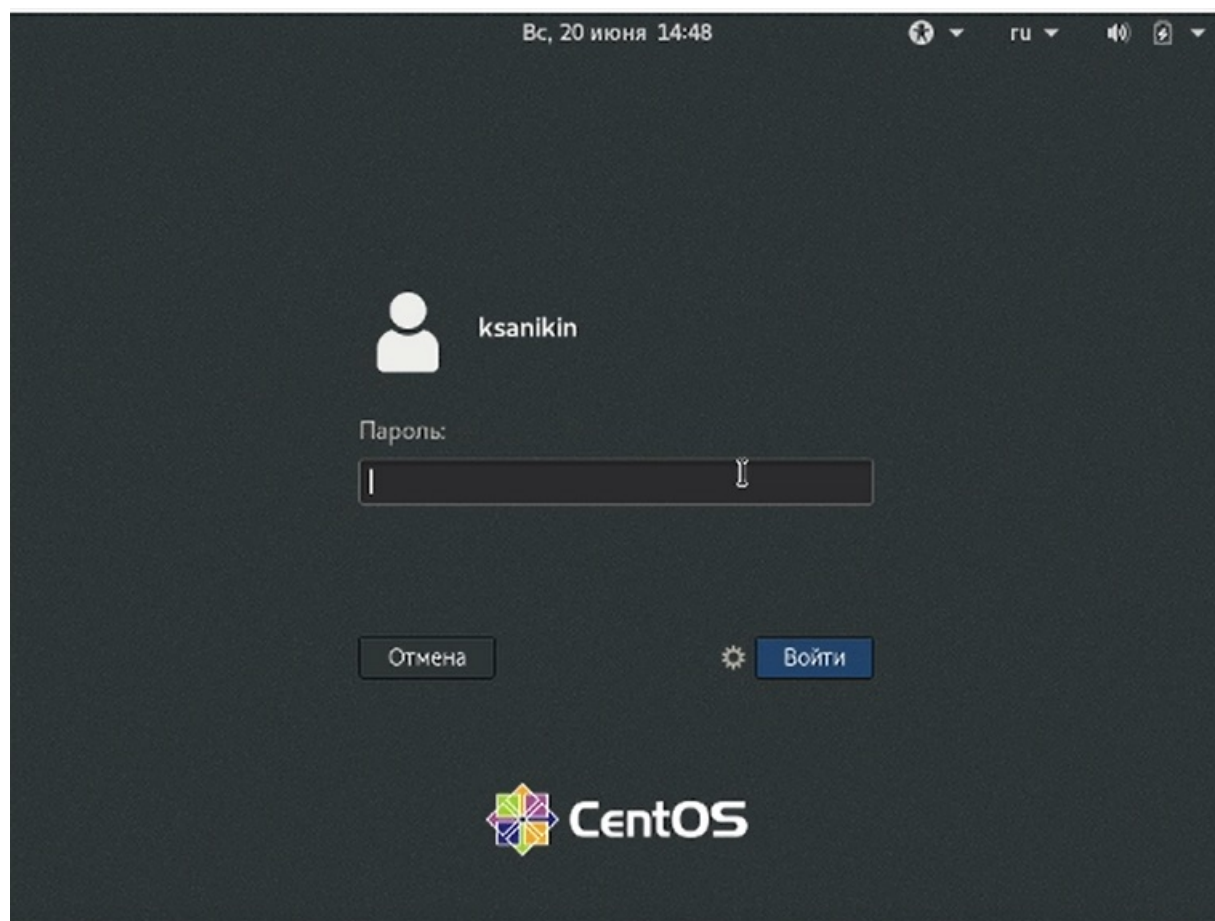 Вс, 20 июня 14:48
ru
ksanikin
Пароль:
Отмена
Войти
CentOS